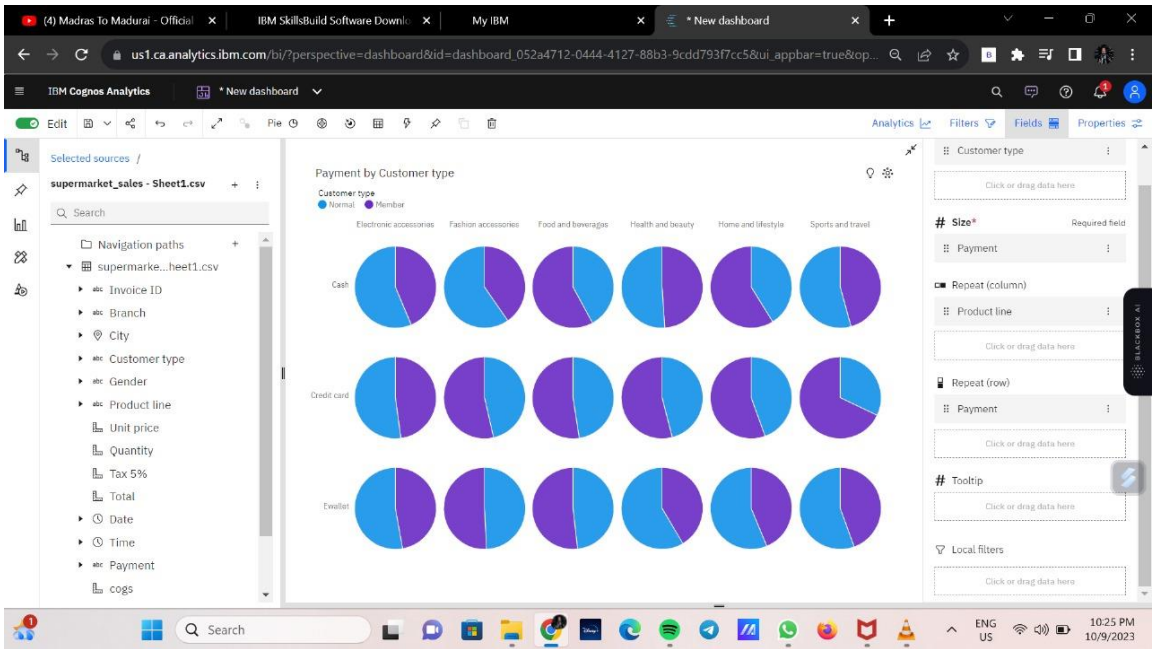 (4) Madras To Madurai - Official
IBM SkillsBuild Software Downlo
My IBM
* New dashboard
us1.ca.analytics.ibm.com/bi/?perspective=dashboard&id=dashboard_052a4712-0444-4127-88b3-9cdd793f7cc5&ui_appbar=true&op...
IBM Cognos Analytics
* New dashboard
Edit
Pie
Analytics
Filters
Fields
Properties
Selected sources /
supermarket_sales - Sheet1.csv
Search
Navigation paths
supermarke...heet1.csv
abc Invoice ID
abc Branch
City
abc Customer type
abc Gender
abc Product line
Unit price
Quantity
Tax 5%
Total
Date
Time
abc Payment
cogs
Payment by Customer type
Customer type
Normal Member
Electronic accessories Fashion accessories Food and beverages Health and beauty Home and lifestyle Sports and travel
Cash
Credit card
Ewallet
Customer type
Click or drag data here
# Size* Required field
Payment
Repeat (column)
Product line
Click or drag data here
Repeat (row)
Payment
Click or drag data here
# Tooltip
Click or drag data here
Local filters
Click or drag data here
BLACKBOX AI
1
Search
ENG
US
10:25 PM
10/9/2023